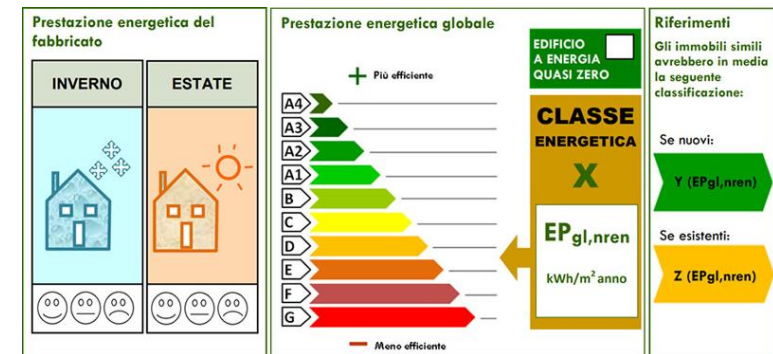 Prestazione energetica del
fabbricato
INVERNO
ESTATE
Prestazione energetica globale
+ Più efficiente
A4
A3
A2
A1
B
C
D
E
F
G
— Meno efficiente
EDIFICIO
A ENERGIA
QUASI ZERO
CLASSE
ENERGETICA
X
EPgl,nren
kWh/m² anno
Riferimenti
Gli immobili simili
avrebbero in media
la seguente
classificazione:
Se nuovi:
Y (EPgl,nren)
Se esistenti:
Z (EPgl,nren)